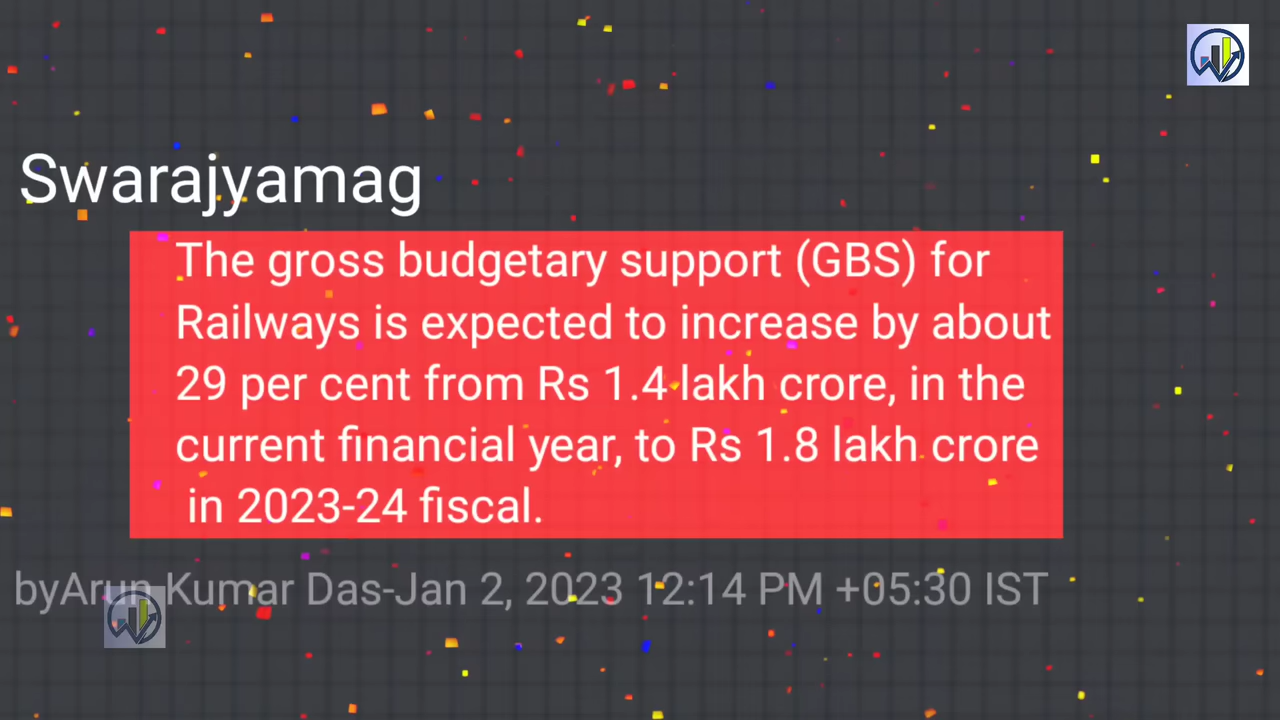 Swarajyamag
The gross budgetary support (GBS) for
Railways is expected to increase by about
29 per cent from Rs 1.4 lakh crore, in the
current financial year, to Rs 1.8 lakh crore
in 2023-24 fiscal.
byArun Kumar Das-Jan 2, 2023 12:14 PM +05:30 IST